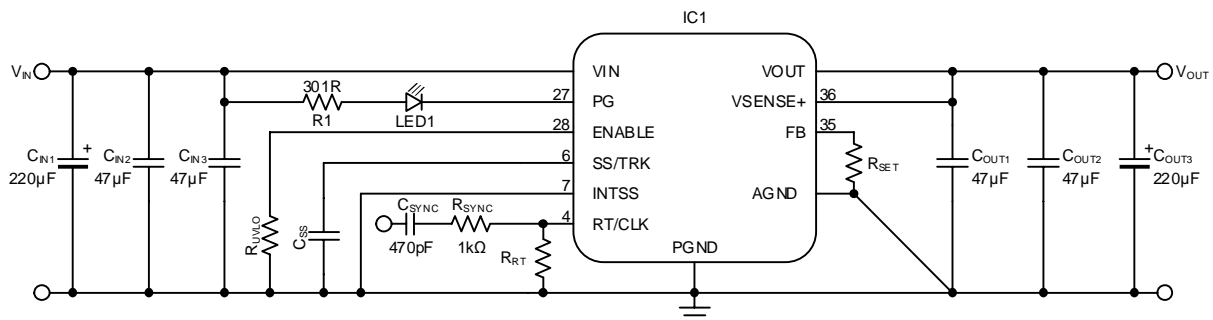 IC1
VIN
VIN
VOUT
VOUT
301R
27
PG
VSENSE+
36
R1
LED1
28
ENABLE
FB
35
CIN1
+
220µF
CIN2
47µF
CIN3
47µF
6
SS/TRK
RSET
COUT1
47µF
COUT2
47µF
+
COUT3
220µF
7
INTSS
AGND
CSYNC
RSYNC
4
RT/CLK
470pF
1kΩ
RUVLO
CSS
RRT
PGND